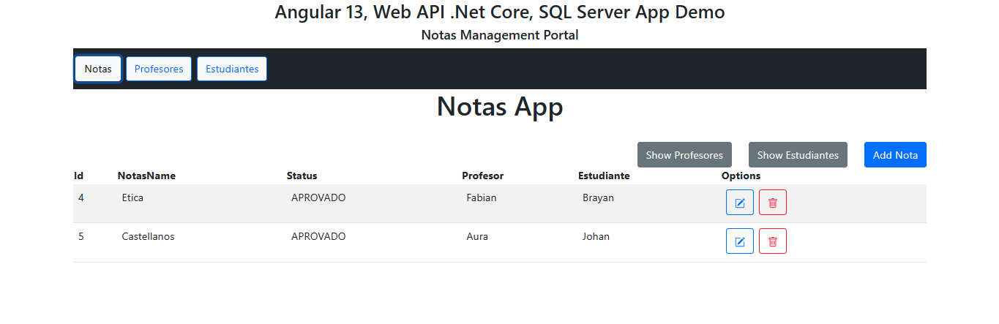 Angular 13, Web API .Net Core, SQL Server App Demo
Notas Management Portal
Notas Profesores Estudiantes
Notas App
Show Profesores Show Estudiantes Add Nota
Id NotasName Status Profesor Estudiante Options
4 Etica APROVADO Fabian Brayan
5 Castellanos APROVADO Aura Johan